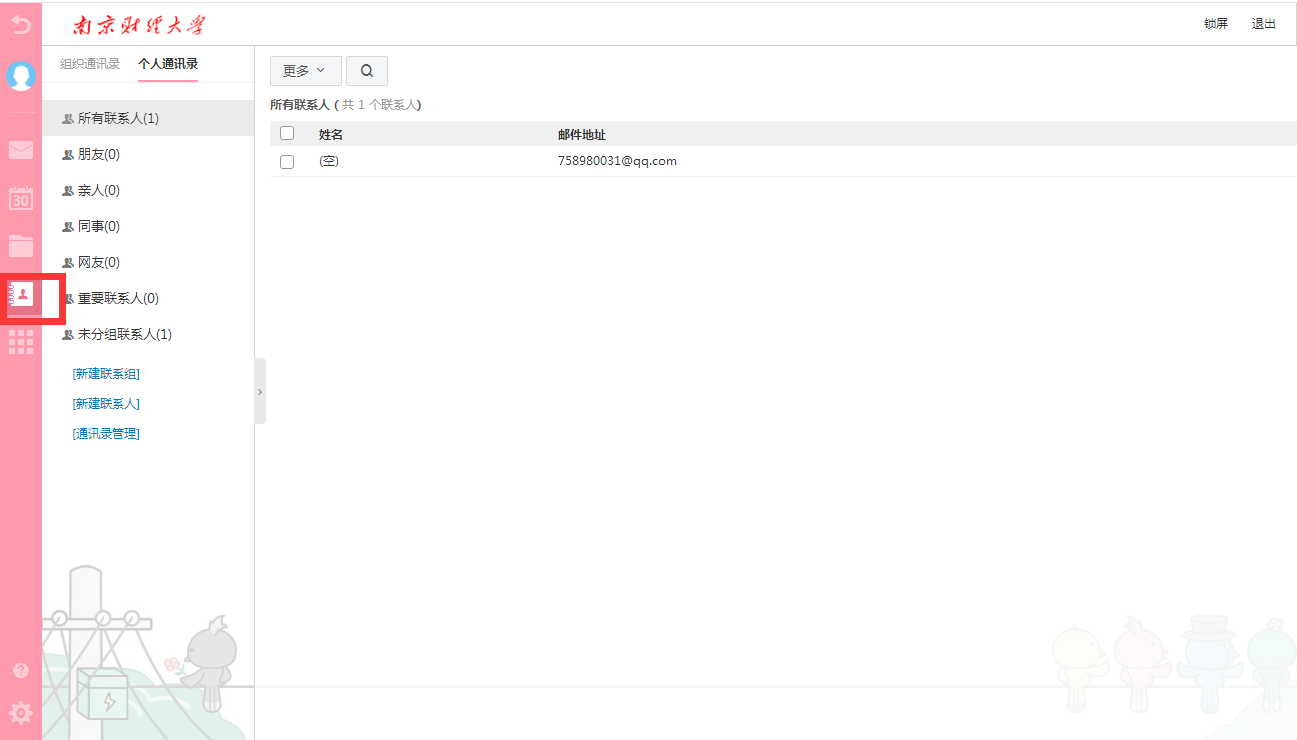 南京财经大学
锁屏 退出
组织通讯录 个人通讯录
所有联系人(1)
朋友(0)
亲人(0)
同事(0)
网友(0)
重要联系人(0)
未分组联系人(1)
[新建联系组]
[新建联系人]
[通讯录管理]
更多
所有联系人 ( 共 1 个联系人)
姓名 邮件地址
(空) 758980031@qq.com
30
?